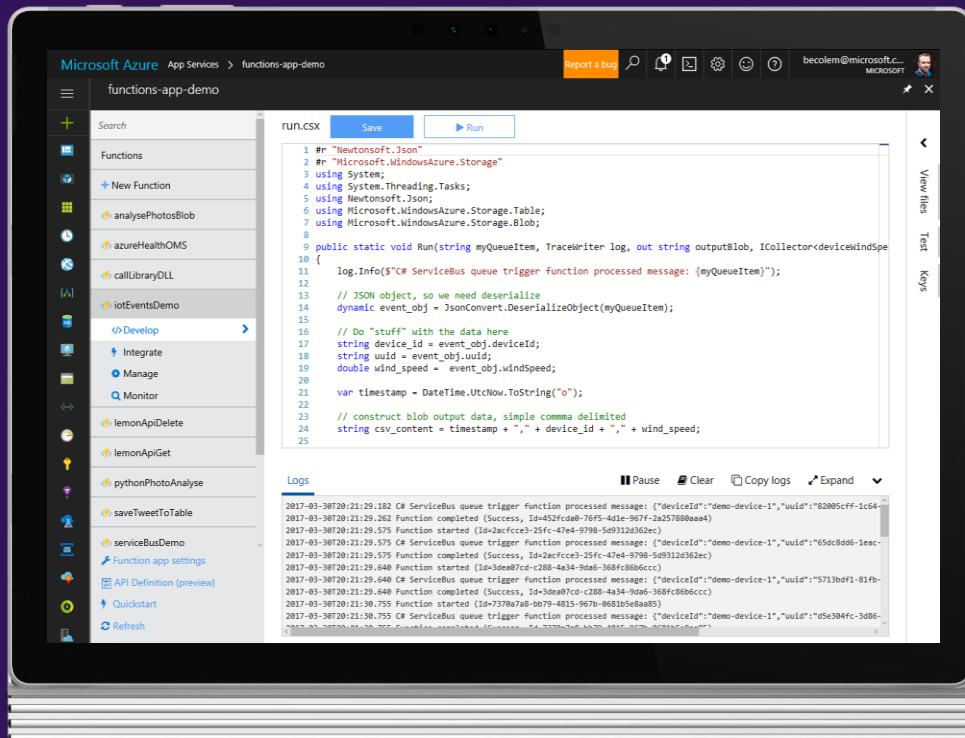 Microsoft Azure App Services > functions-app-demo
Report a bug
1
becolem@microsoft.c...
MICROSOFT
functions-app-demo
Search
Functions
+ New Function
analysePhotosBlob
azureHealthOMS
callLibraryDLL
iotEventsDemo
</> Develop
Integrate
Manage
Monitor
lemonApiDelete
lemonApiGet
pythonPhotoAnalyse
saveTweetToTable
serviceBusDemo
Function app settings
API Definition (preview)
Quickstart
Refresh
run.csx Save Run
1 #r "Newtonsoft.Json"
2 #r "Microsoft.WindowsAzure.Storage"
3 using System;
4 using System.Threading.Tasks;
5 using Newtonsoft.Json;
6 using Microsoft.WindowsAzure.Storage.Table;
7 using Microsoft.WindowsAzure.Storage.Blob;
8
9 public static void Run(string myQueueItem, TraceWriter log, out string outputBlob, ICollector<deviceWindSpe
10 {
11 log.Info($"C# ServiceBus queue trigger function processed message: {myQueueItem}");
12
13 // JSON object, so we need deserialize
14 dynamic event_obj = JsonConvert.DeserializeObject(myQueueItem);
15
16 // Do "stuff" with the data here
17 string device_id = event_obj.deviceId;
18 string uuid = event_obj.uuid;
19 double wind_speed = event_obj.windSpeed;
20
21 var timestamp = DateTime.UtcNow.ToString("o");
22
23 // construct blob output data, simple commma delimited
24 string csv_content = timestamp + "," + device_id + "," + wind_speed;
25
View files
Test
Keys
Logs
Pause Clear Copy logs Expand
2017-03-30T20:21:29.182 C# ServiceBus queue trigger function processed message: {"deviceId":"demo-device-1","uuid":"82005cff-1c64-
2017-03-30T20:21:29.262 Function completed (Success, Id=452fcda0-76f5-4d1e-967f-2a257880aaa4)
2017-03-30T20:21:29.575 Function started (Id=2acfcce3-25fc-47e4-9798-5d9312d362ec)
2017-03-30T20:21:29.575 C# ServiceBus queue trigger function processed message: {"deviceId":"demo-device-1","uuid":"65dc8dd6-1eac-
2017-03-30T20:21:29.575 Function completed (Success, Id=2acfcce3-25fc-47e4-9798-5d9312d362ec)
2017-03-30T20:21:29.640 Function started (Id=3dea07cd-c288-4a34-9da6-368fc86b6ccc)
2017-03-30T20:21:29.640 C# ServiceBus queue trigger function processed message: {"deviceId":"demo-device-1","uuid":"5713bdf1-81fb-
2017-03-30T20:21:29.640 Function completed (Success, Id=3dea07cd-c288-4a34-9da6-368fc86b6ccc)
2017-03-30T20:21:30.755 Function started (Id=7370a7a8-bb79-4815-967b-0681b5e8aa85)
2017-03-30T20:21:30.755 C# ServiceBus queue trigger function processed message: {"deviceId":"demo-device-1","uuid":"d5e304fc-3d86-